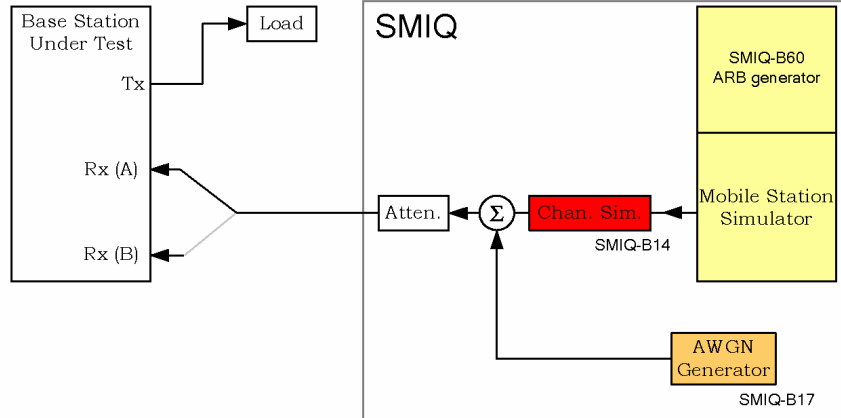 Base Station
Under Test
Tx
Rx (A)
Rx (B)
Load
SMIQ
SMIQ-B60
ARB generator
Mobile Station
Simulator
Atten.
Σ
Chan. Sim.
SMIQ-B14
AWGN
Generator
SMIQ-B17